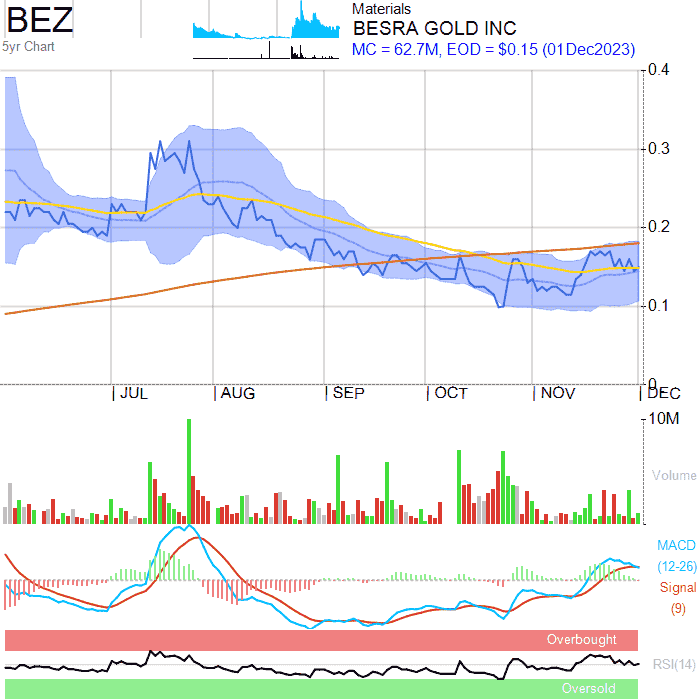 BEZ
5yr Chart
Materials
BESRA GOLD INC
MC = 62.7M, EOD = $0.15 (01Dec2023)
0.4
0.3
0.2
0.1
0
JUL AUG SEP OCT NOV DEC
10M
Volume
MACD
(12-26)
Signal
(9)
Overbought
RSI(14)
Oversold